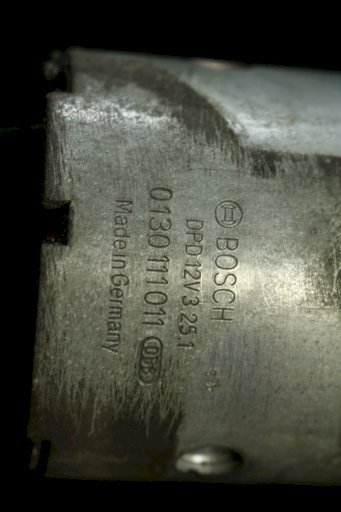 BOSCH
DPD 12V 3 25.1
0130 111 011
Made in Germany